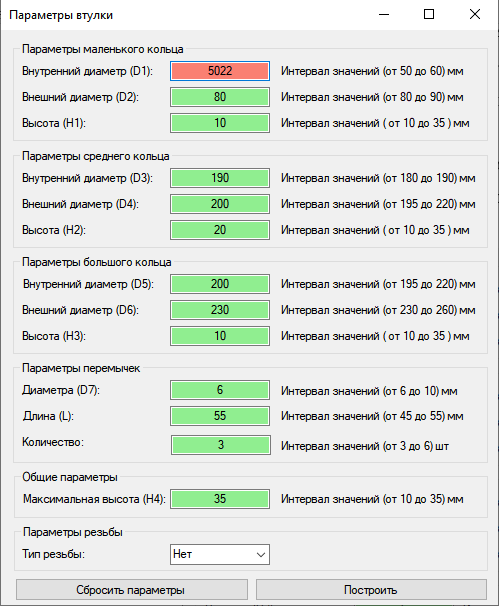 Параметры втулки
Параметры маленького кольца
Внутренний диаметр (D1): 5022 Интервал значений (от 50 до 60) мм
Внешний диаметр (D2): 80 Интервал значений (от 80 до 90) мм
Высота (H1): 10 Интервал значений ( от 10 до 35 ) мм
Параметры среднего кольца
Внутренний диаметр (D3): 190 Интервал значений (от 180 до 190) мм
Внешний диаметр (D4): 200 Интервал значений (от 195 до 220) мм
Высота (H2): 20 Интервал значений ( от 10 до 35 ) мм
Параметры большого кольца
Внутренний диаметр (D5): 200 Интервал значений (от 195 до 220) мм
Внешний диаметр (D6): 230 Интервал значений (от 230 до 260) мм
Высота (H3): 10 Интервал значений ( от 10 до 35 ) мм
Параметры перемычек
Диаметра (D7): 6 Интервал значений (от 6 до 10) мм
Длина (L): 55 Интервал значений (от 45 до 55) мм
Количество: 3 Интервал значений (от 3 до 6) шт
Общие параметры
Максимальная высота (H4): 35 Интервал значений (от 10 до 35) мм
Параметры резьбы
Тип резьбы: Нет
Сбросить параметры Построить